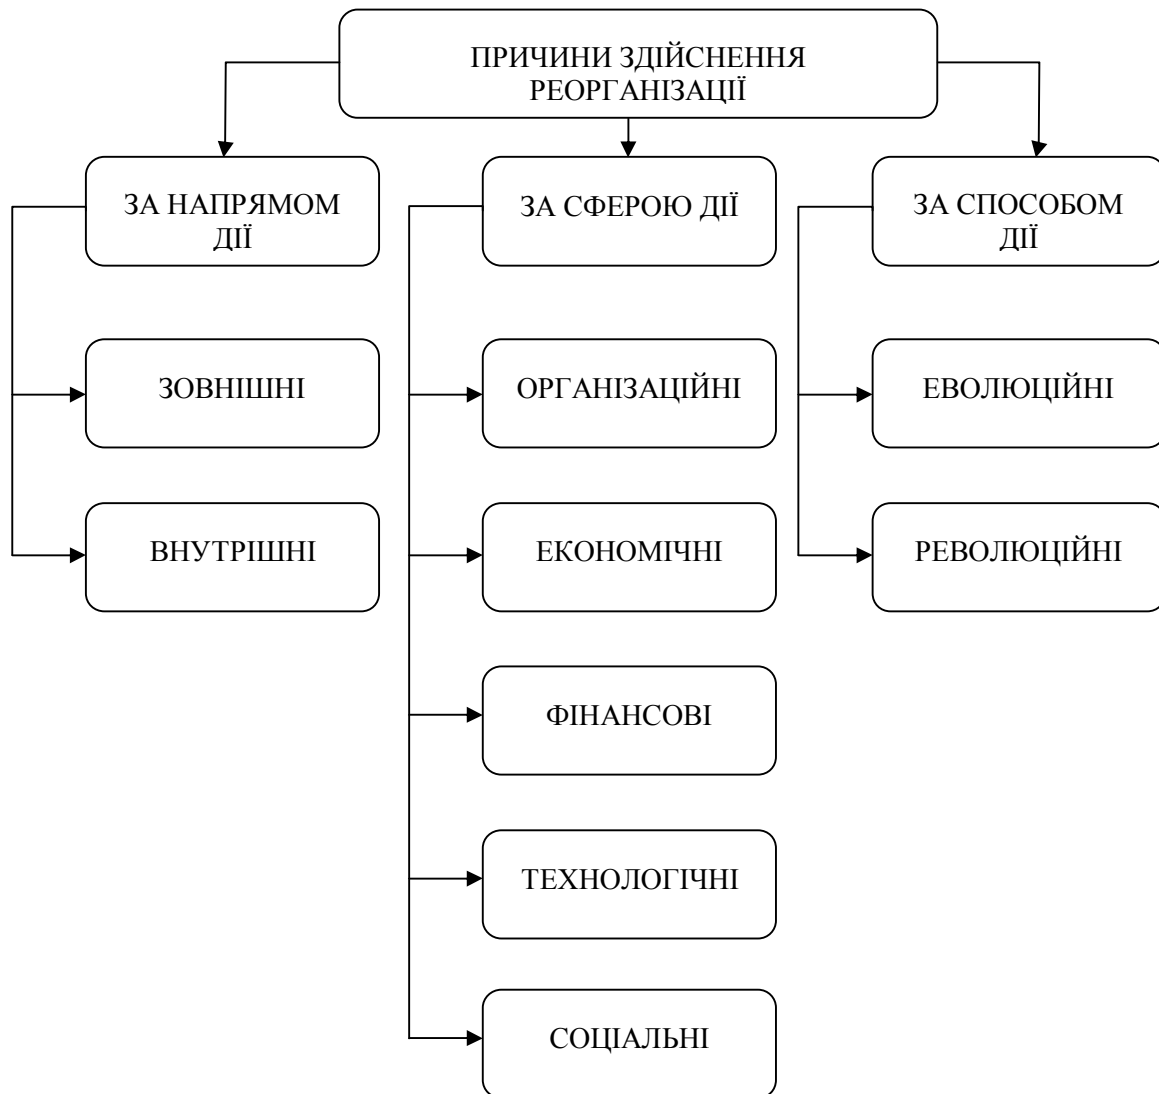 ПРИЧИНИ ЗДІЙСНЕННЯ
РЕОРГАНІЗАЦІЇ
ЗА НАПРЯМОМ
ДІЇ
ЗОВНІШНІ
ВНУТРІШНІ
ЗА СФЕРОЮ ДІЇ
ОРГАНІЗАЦІЙНІ
ЕКОНОМІЧНІ
ФІНАНСОВІ
ТЕХНОЛОГІЧНІ
СОЦІАЛЬНІ
ЗА СПОСОБОМ
ДІЇ
ЕВОЛЮЦІЙНІ
РЕВОЛЮЦІЙНІ